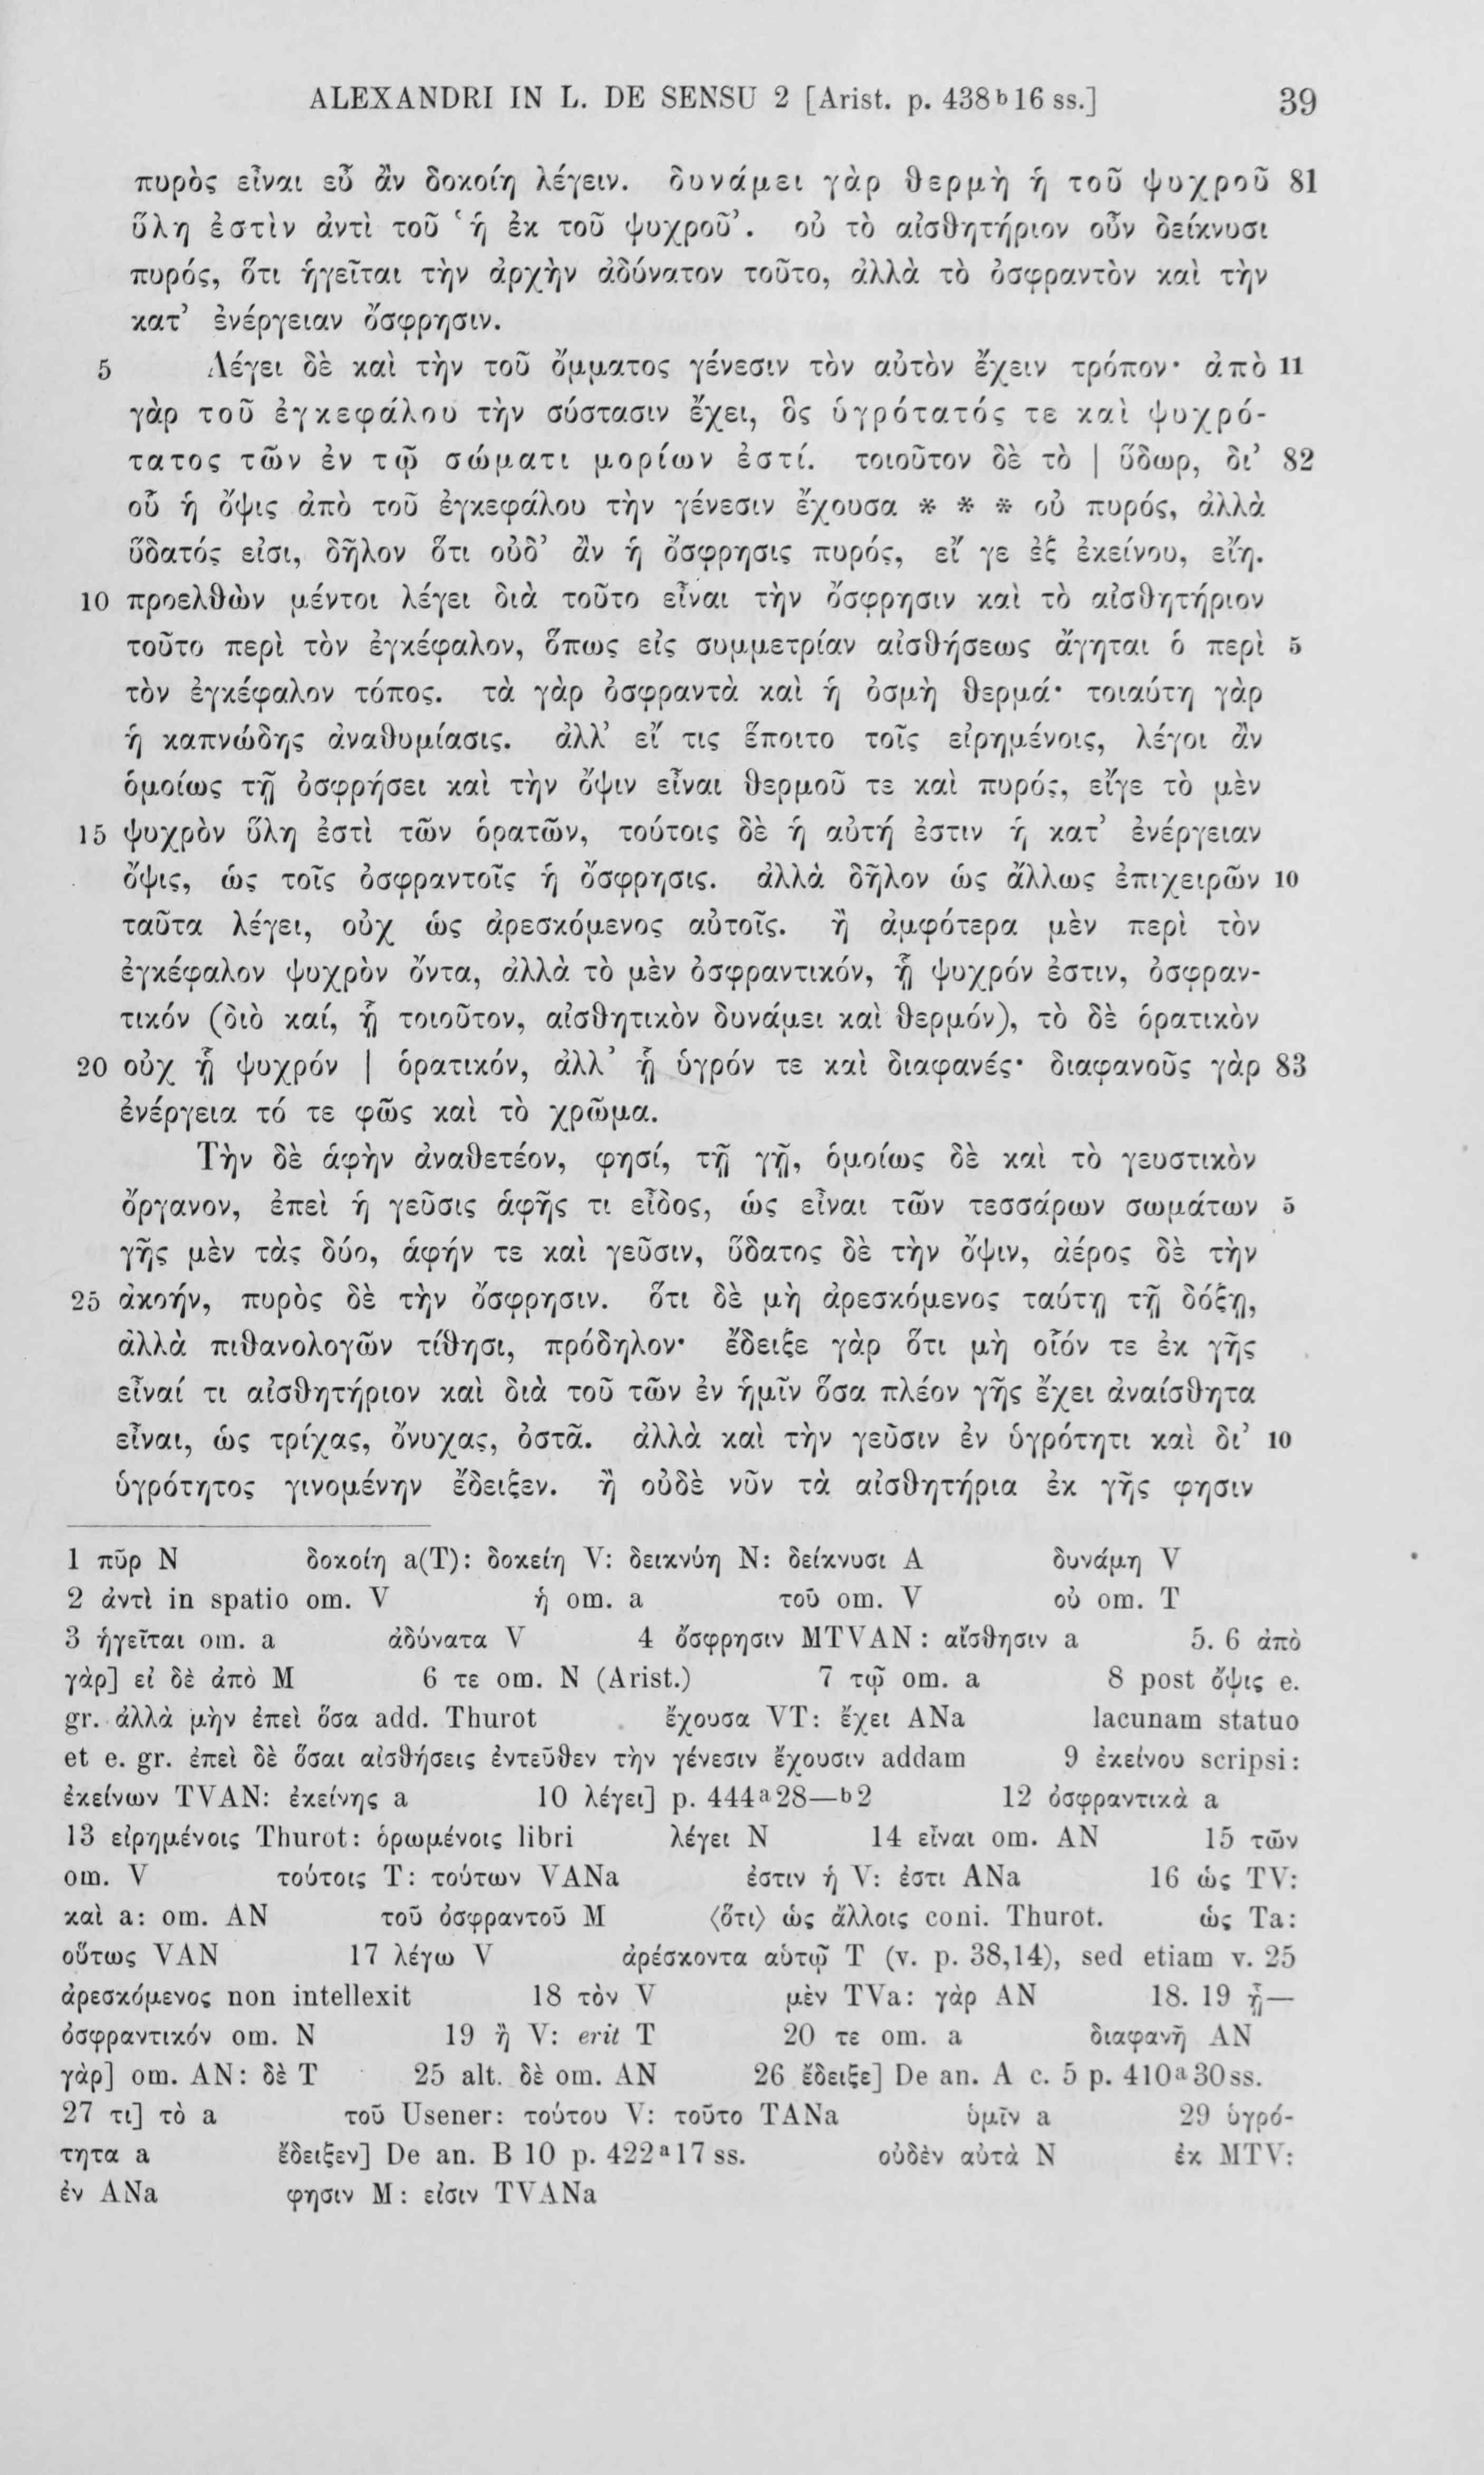 ALEXANDRI IN L. DE SENSU 2 [Arist. p. 438ᵇ16 ss.] 39
πυρὸς εἶναι εὖ ἂν δοκοίη λέγειν. δυνάμει γὰρ θερμὴ ἡ τοῦ ψυχροῦ 81
ὕλη ἐστὶν ἀντὶ τοῦ ‘ἡ ἐκ τοῦ ψυχροῦ’. οὐ τὸ αἰσθητήριον οὖν δείκνυσι
πυρός, ὅτι ἡγεῖται τὴν ἀρχὴν ἀδύνατον τοῦτο, ἀλλὰ τὸ ὀσφραντὸν καὶ τὴν
κατ’ ἐνέργειαν ὄσφρησιν.
5 Λέγει δὲ καὶ τὴν τοῦ ὄμματος γένεσιν τὸν αὐτὸν ἔχειν τρόπον· ἀπὸ 11
γὰρ τοῦ ἐγκεφάλου τὴν σύστασιν ἔχει, ὃς ὑγρότατός τε καὶ ψυχρό-
τατος τῶν ἐν τῷ σώματι μορίων ἐστί. τοιοῦτον δὲ τὸ | ὕδωρ, δι’ 82
οὗ ἡ ὄψις ἀπὸ τοῦ ἐγκεφάλου τὴν γένεσιν ἔχουσα * * * οὐ πυρός, ἀλλὰ
ὕδατός εἰσι, δῆλον ὅτι οὐδ’ ἂν ἡ ὄσφρησις πυρός, εἴ γε ἐξ ἐκείνου, εἴη.
10 προελθὼν μέντοι λέγει διὰ τοῦτο εἶναι τὴν ὄσφρησιν καὶ τὸ αἰσθητήριον
τοῦτο περὶ τὸν ἐγκέφαλον, ὅπως εἰς συμμετρίαν αἰσθήσεως ἄγηται ὁ περὶ 5
τὸν ἐγκέφαλον τόπος. τὰ γὰρ ὀσφραντὰ καὶ ἡ ὀσμὴ θερμά· τοιαύτη γὰρ
ἡ καπνώδης ἀναθυμίασις. ἀλλ’ εἴ τις ἕποιτο τοῖς εἰρημένοις, λέγοι ἂν
ὁμοίως τῇ ὀσφρήσει καὶ τὴν ὄψιν εἶναι θερμοῦ τε καὶ πυρός, εἴγε τὸ μὲν
15 ψυχρὸν ὕλη ἐστὶ τῶν ὁρατῶν, τούτοις δὲ ἡ αὐτή ἐστιν ἡ κατ’ ἐνέργειαν
ὄψις, ὡς τοῖς ὀσφραντοῖς ἡ ὄσφρησις. ἀλλὰ δῆλον ὡς ἄλλως ἐπιχειρῶν 10
ταῦτα λέγει, οὐχ ὡς ἀρεσκόμενος αὐτοῖς. ἢ ἀμφότερα μὲν περὶ τὸν
ἐγκέφαλον ψυχρὸν ὄντα, ἀλλὰ τὸ μὲν ὀσφραντικόν, ᾗ ψυχρόν ἐστιν, ὀσφραν-
τικόν (διὸ καί, ᾗ τοιοῦτον, αἰσθητικὸν δυνάμει καὶ θερμόν), τὸ δὲ ὁρατικὸν
20 οὐχ ᾗ ψυχρόν | ὁρατικόν, ἀλλ’ ᾗ ὑγρόν τε καὶ διαφανές· διαφανοῦς γὰρ 83
ἐνέργεια τό τε φῶς καὶ τὸ χρῶμα.
Τὴν δὲ ἁφὴν ἀναθετέον, φησί, τῇ γῇ, ὁμοίως δὲ καὶ τὸ γευστικὸν
ὄργανον, ἐπεὶ ἡ γεῦσις ἁφῆς τι εἶδος, ὡς εἶναι τῶν τεσσάρων σωμάτων 5
γῆς μὲν τὰς δύο, ἁφήν τε καὶ γεῦσιν, ὕδατος δὲ τὴν ὄψιν, ἀέρος δὲ τὴν
25 ἀκοήν, πυρὸς δὲ τὴν ὄσφρησιν. ὅτι δὲ μὴ ἀρεσκόμενος ταύτῃ τῇ δόξῃ,
ἀλλὰ πιθανολογῶν τίθησι, πρόδηλον· ἔδειξε γὰρ ὅτι μὴ οἷόν τε ἐκ γῆς
εἶναί τι αἰσθητήριον καὶ διὰ τοῦ τῶν ἐν ἡμῖν ὅσα πλέον γῆς ἔχει ἀναίσθητα
εἶναι, ὡς τρίχας, ὄνυχας, ὀστᾶ. ἀλλὰ καὶ τὴν γεῦσιν ἐν ὑγρότητι καὶ δι’ 10
ὑγρότητος γινομένην ἔδειξεν. ἢ οὐδὲ νῦν τὰ αἰσθητήρια ἐκ γῆς φησιν
1 πῦρ N δοκοίη a(T): δοκείη V: δεικνύη N: δείκνυσι A δυνάμη V
2 ἀντὶ in spatio om. V ἡ om. a τοῦ om. V οὐ om. T
3 ἡγεῖται om. a ἀδύνατα V 4 ὄσφρησιν MTVAN: αἴσθησιν a 5. 6 ἀπὸ
γὰρ] εἰ δὲ ἀπὸ M 6 τε om. N (Arist.) 7 τῷ om. a 8 post ὄψις e.
gr. ἀλλὰ μὴν ἐπεὶ ὅσα add. Thurot ἔχουσα VT: ἔχει ANa lacunam statuo
et e. gr. ἐπεὶ δὲ ὅσαι αἰσθήσεις ἐντεῦθεν τὴν γένεσιν ἔχουσιν addam 9 ἐκείνου scripsi:
ἐκείνων TVAN: ἐκείνης a 10 λέγει] p. 444ᵃ28—ᵇ2 12 ὀσφραντικὰ a
13 εἰρημένοις Thurot: ὁρωμένοις libri λέγει N 14 εἶναι om. AN 15 τῶν
om. V τούτοις T: τούτων VANa ἐστιν ἡ V: ἐστι ANa 16 ὡς TV:
καὶ a: om. AN τοῦ ὀσφραντοῦ M ⟨ὅτι⟩ ὡς ἄλλοις coni. Thurot. ὡς Ta:
οὕτως VAN 17 λέγω V ἀρέσκοντα αὑτῷ T (v. p. 38,14), sed etiam v. 25
ἀρεσκόμενος non intellexit 18 τὸν V μὲν TVa: γὰρ AN 18. 19 ᾗ—
ὀσφραντικόν om. N 19 ἢ V: erit T 20 τε om. a διαφανῆ AN
γὰρ] om. AN: δὲ T 25 alt. δὲ om. AN 26 ἔδειξε] De an. A c. 5 p. 410ᵃ30ss.
27 τι] τὸ a τοῦ Usener: τούτου V: τοῦτο TANa ὑμῖν a 29 ὑγρό-
τητα a ἔδειξεν] De an. B 10 p. 422ᵃ17 ss. οὐδὲν αὐτὰ N ἐκ MTV:
ἐν ANa φησιν M: εἰσιν TVANa